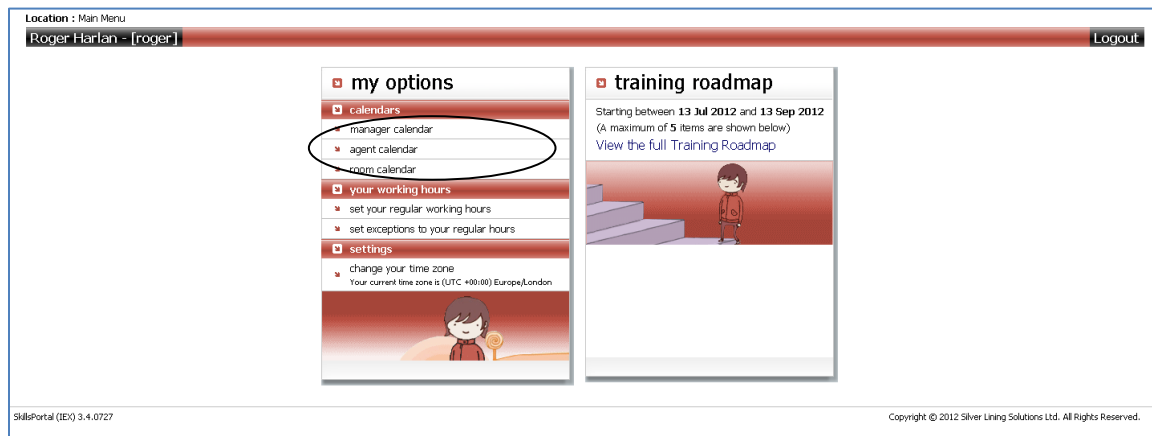 Location : Main Menu
Roger Harlan - [roger]
Logout
my options
calendars
manager calendar
agent calendar
room calendar
your working hours
set your regular working hours
set exceptions to your regular hours
settings
change your time zone
Your current time zone is (UTC +00:00) Europe/London
training roadmap
Starting between 13 Jul 2012 and 13 Sep 2012
(A maximum of 5 items are shown below)
View the full Training Roadmap
SkillsPortal (IEX) 3.4.0727
Copyright © 2012 Silver Lining Solutions Ltd. All Rights Reserved.